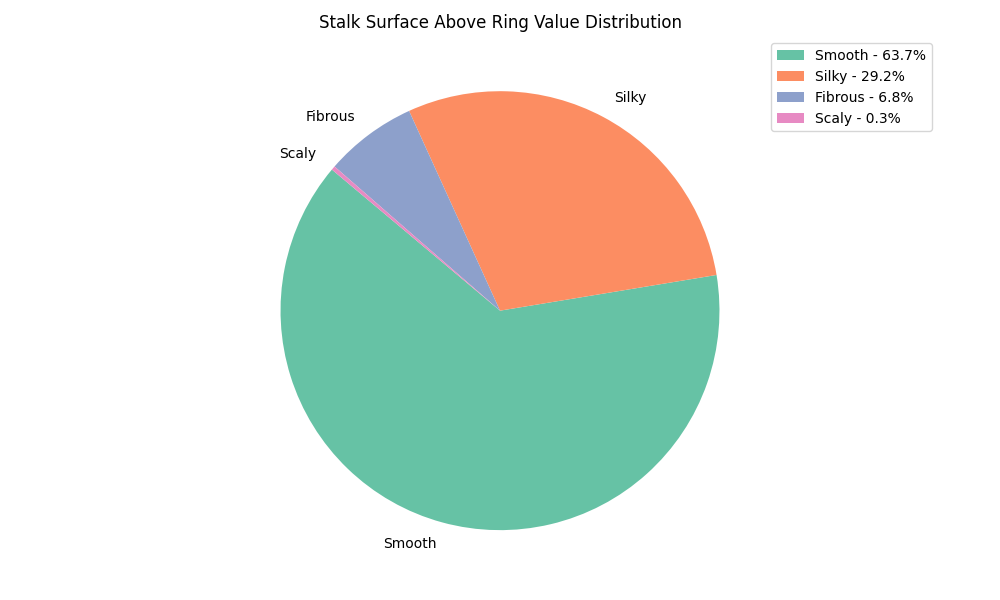 Stalk Surface Above Ring Value Distribution
Smooth - 63.7%
Silky - 29.2%
Fibrous - 6.8%
Scaly - 0.3%
Silky
Fibrous
Scaly
Smooth